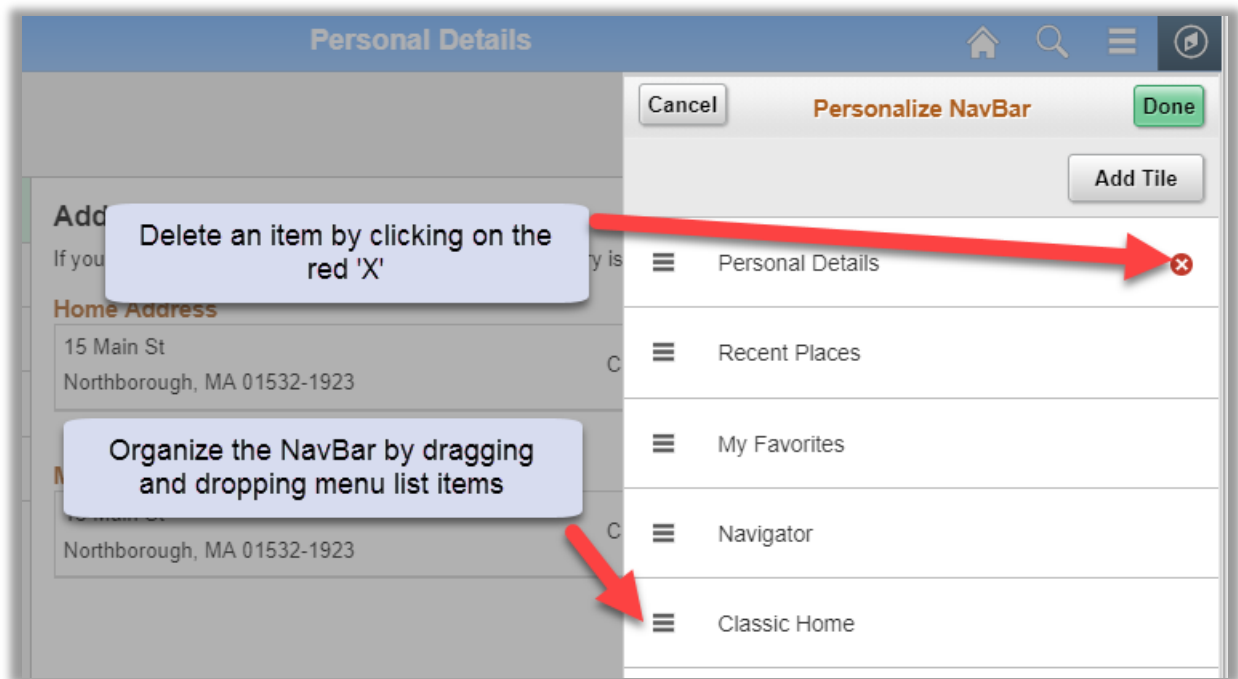 Personal Details
Cancel
Personalize NavBar
Done
Add Tile
Add
Delete an item by clicking on the
red 'X'
If you
ry is
Personal Details
Home Address
15 Main St
C
Northborough, MA 01532-1923
Recent Places
My Favorites
Organize the NavBar by dragging
and dropping menu list items
M
Main St
C
Northborough, MA 01532-1923
Navigator
Classic Home